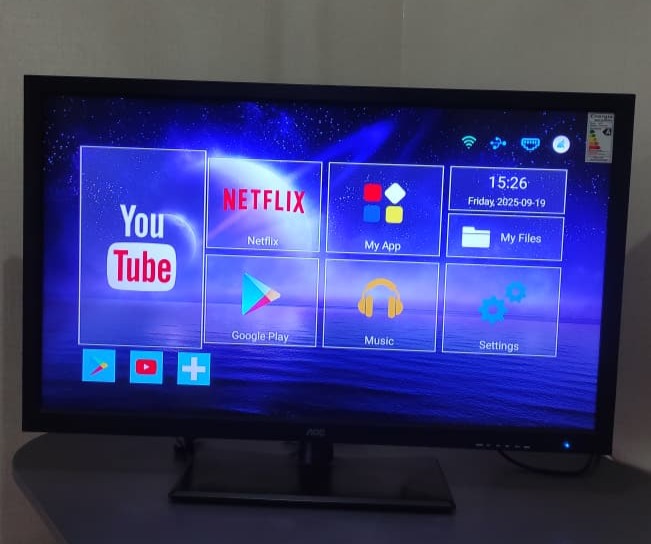 15:26
Friday, 2025-09-19
You
Tube
NETFLIX
Netflix
My App
My Files
Google Play
Music
Settings
AOC
Energia
A